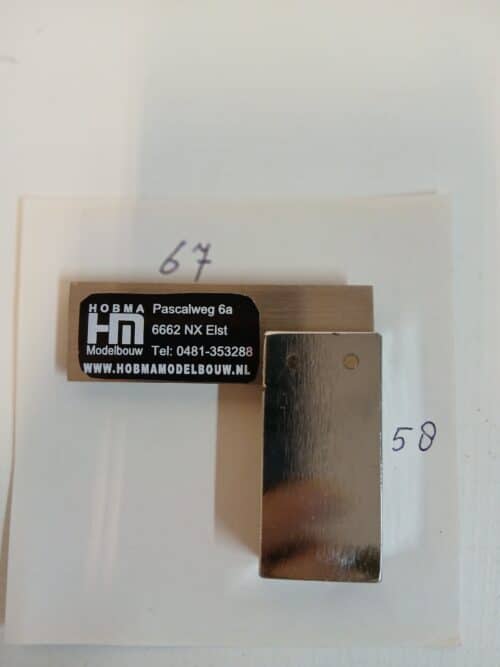 67
HOBMA Pascalweg 6a
HM 6662 NX Elst
Modelbouw Tel: 0481-353288
WWW.HOBMAMODELBOUW.NL
58